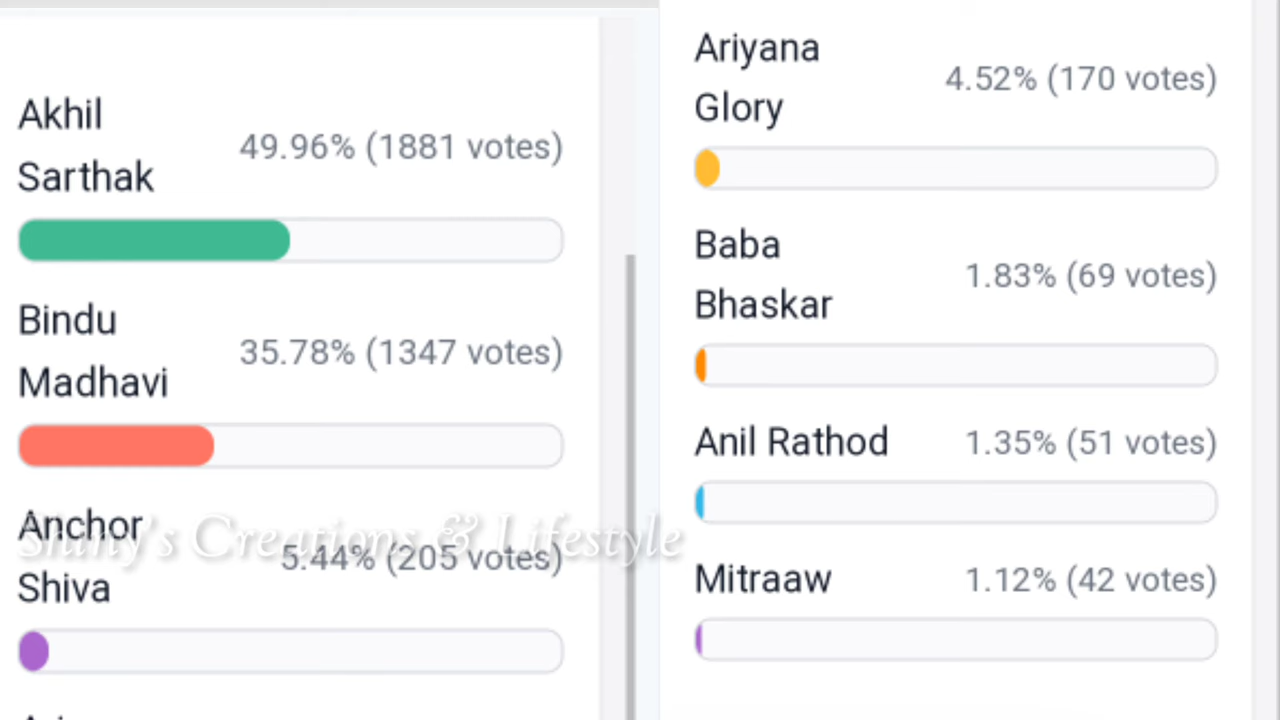 Akhil
Sarthak
49.96% (1881 votes)
Bindu
Madhavi
35.78% (1347 votes)
Anchor
Shiva
5.44% (205 votes)
Shiny's Creations & Lifestyle
Ariyana
Glory
4.52% (170 votes)
Baba
Bhaskar
1.83% (69 votes)
Anil Rathod 1.35% (51 votes)
Mitraaw 1.12% (42 votes)